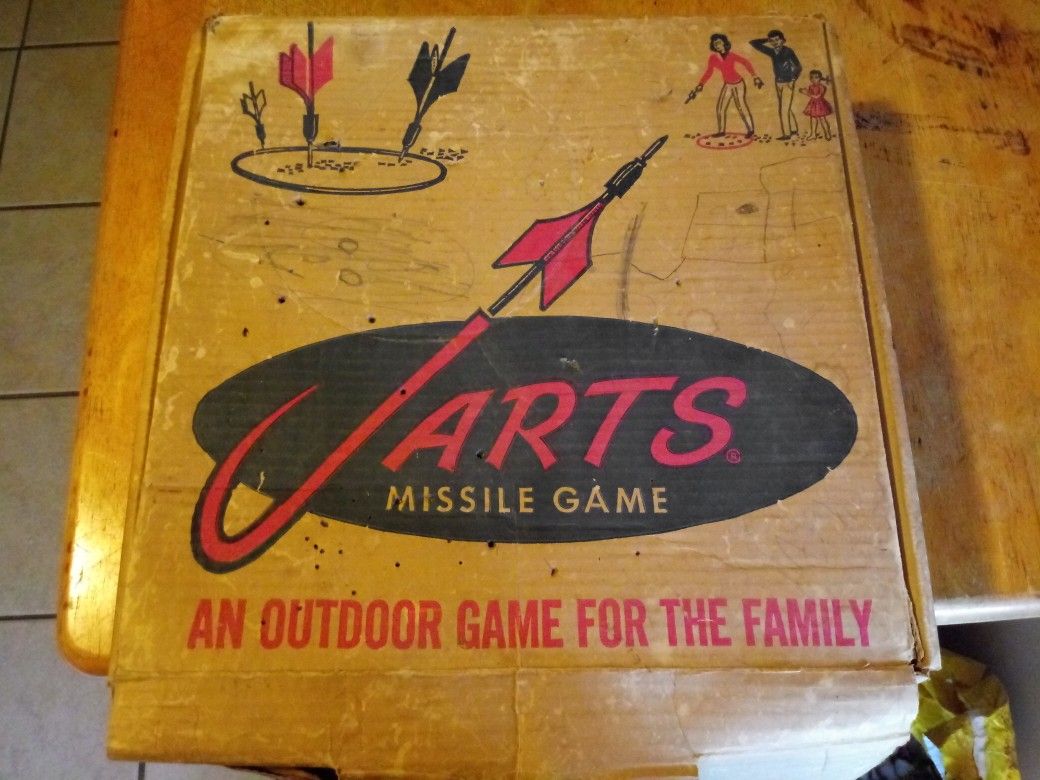 JARTS®
MISSILE GAME
AN OUTDOOR GAME FOR THE FAMILY